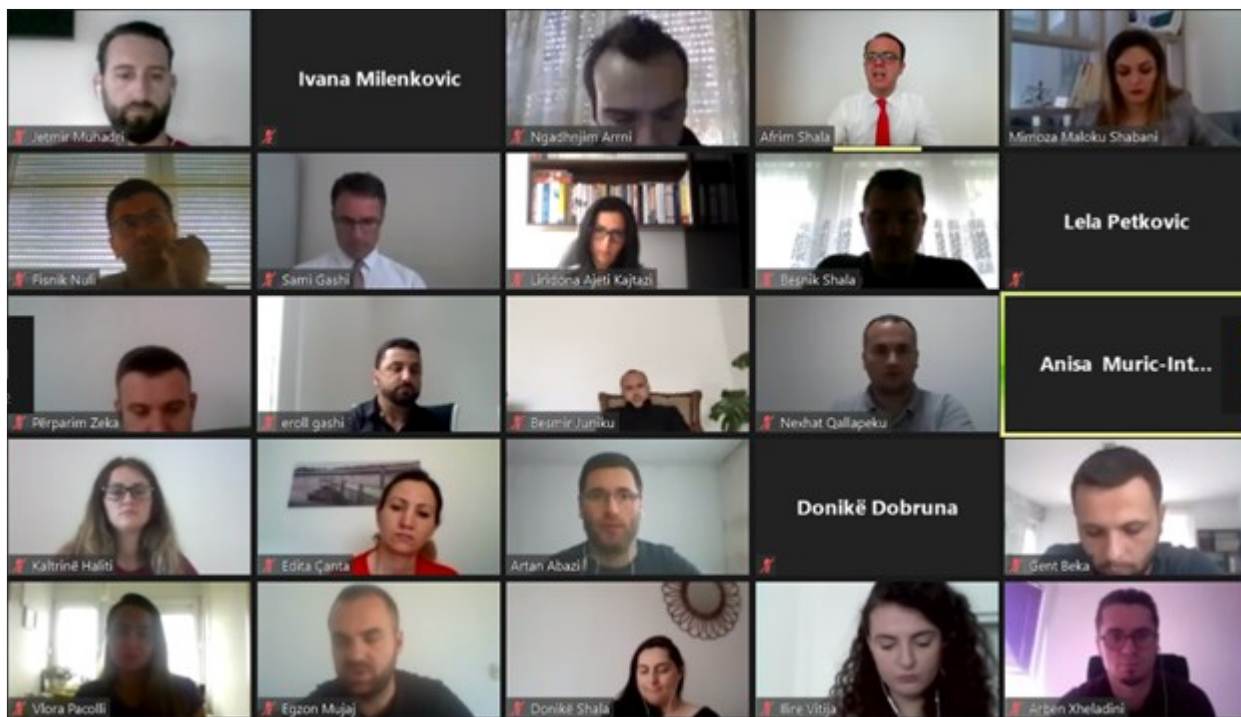 Jetmir Muhadri
Ivana Milenkovic
Ngadhnjim Arrni
Afrim Shala
Mimoza Maloku Shabani
Fisnik Nuli
Sami Gashi
Liridona Ajeti Kajtazi
Besnik Shala
Lela Petkovic
Përparim Zeka
eroll gashi
Besmir Juniku
Nexhat Qallapeku
Anisa Muric-Int...
Kaltrinë Haliti
Edita Çanta
Artan Abazi
Donikë Dobruna
Gent Beka
Vlora Pacolli
Egzon Mujaj
Donikë Shala
Ilire Vitija
Arben Xheladini